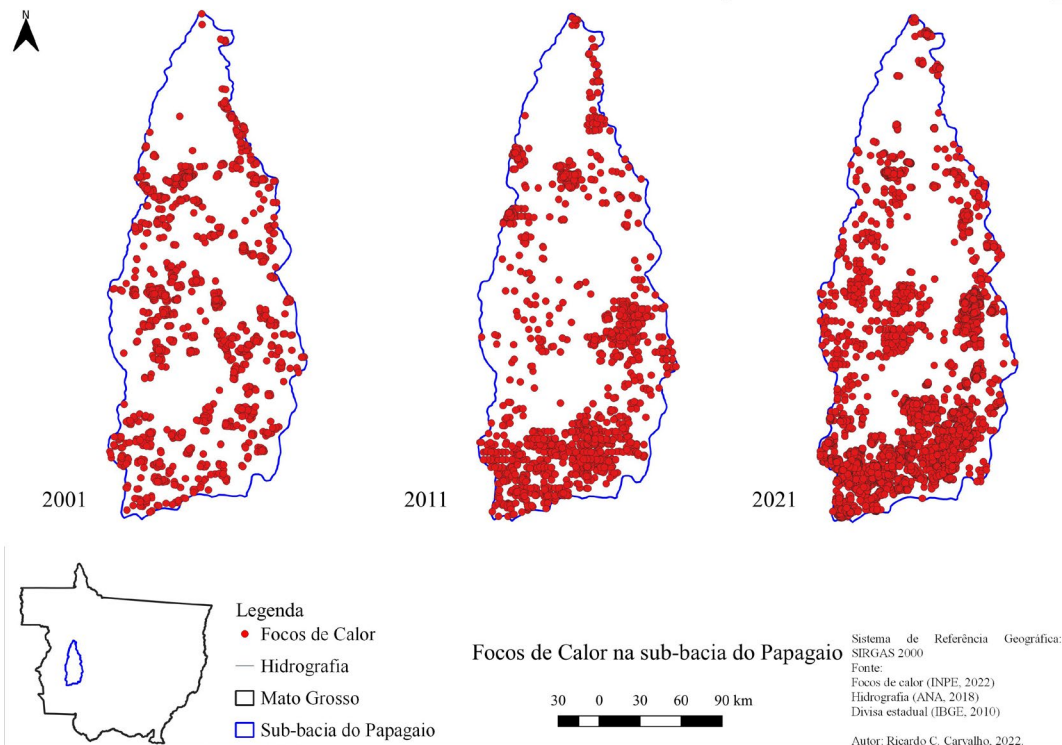 N
2001
2011
2021
Legenda
Focos de Calor
Hidrografia
Mato Grosso
Sub-bacia do Papagaio
Focos de Calor na sub-bacia do Papagaio
30 0 30 60 90 km
Sistema de Referência Geográfica:
SIRGAS 2000
Fonte:
Focos de calor (INPE, 2022)
Hidrografia (ANA, 2018)
Divisa estadual (IBGE, 2010)
Autor: Ricardo C. Carvalho, 2022.